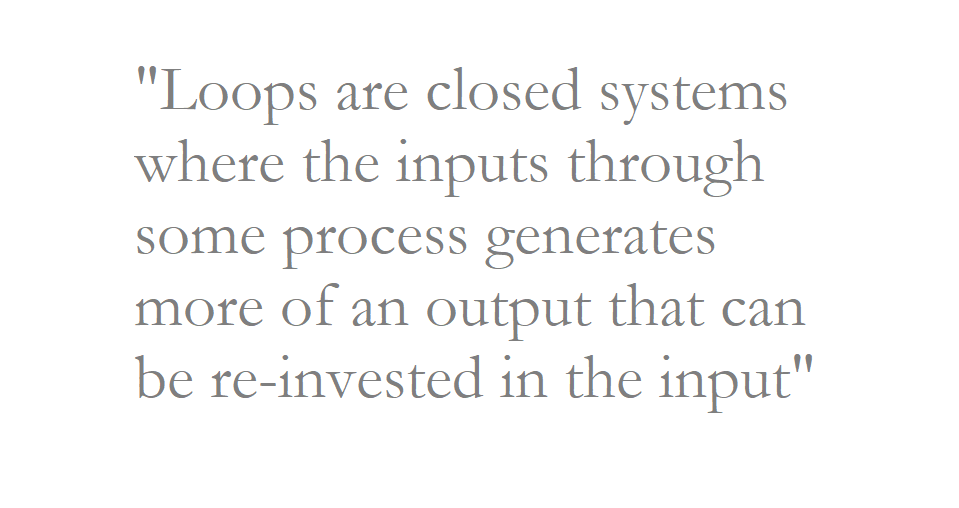 "Loops are closed systems
where the inputs through
some process generates
more of an output that can
be re-invested in the input"